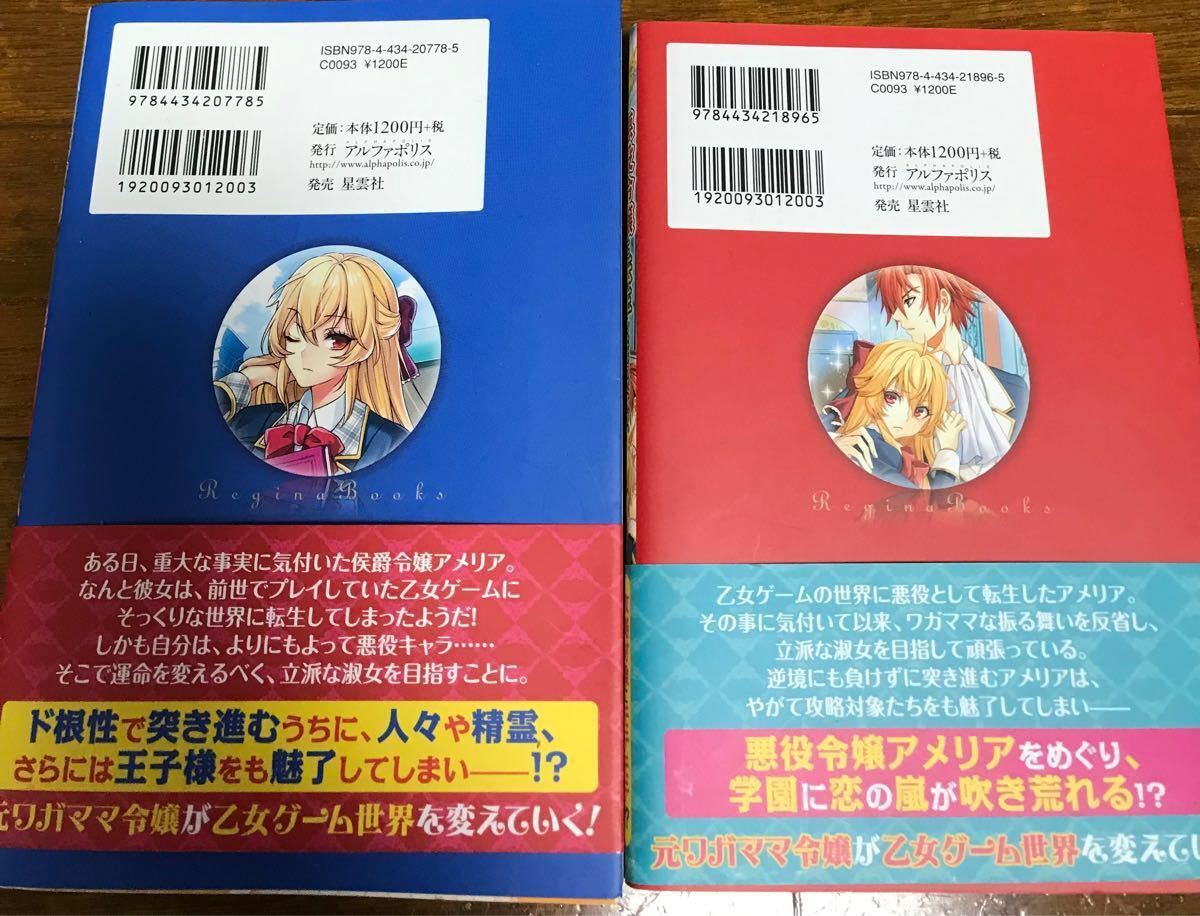 ISBN978-4-434-20778-5
C0093 ¥1200E
9784434207785
定価:本体1200円+税
発行 アルファポリス
ALPHAPOLIS
http://www.alphapolis.co.jp/
1920093012003
発売 星雲社
Regina Books
ある日、重大な事実に気付いた侯爵令嬢アメリア。
なんと彼女は、前世でプレイしていた乙女ゲームに
そっくりな世界に転生してしまったようだ!
しかも自分は、よりにもよって悪役キャラ……
そこで運命を変えるべく、立派な淑女を目指すことに。
ド根性で突き進むうちに、人々や精霊、
さらには王子様をも魅了してしまい――!?
元ワガママ令嬢が乙女ゲーム世界を変えていく!
ISBN978-4-434-21896-5
C0093 ¥1200E
9784434218965
定価:本体1200円+税
発行 アルファポリス
ALPHAPOLIS
http://www.alphapolis.co.jp/
1920093012003
発売 星雲社
Regina Books
乙女ゲームの世界に悪役として転生したアメリア。
その事に気付いて以来、ワガママな振る舞いを反省し、
立派な淑女を目指して頑張っている。
逆境にも負けずに突き進むアメリアは、
やがて攻略対象たちをも魅了してしまい――
悪役令嬢アメリアをめぐり、
学園に恋の嵐が吹き荒れる!?
元ワガママ令嬢が乙女ゲーム世界を変えてい